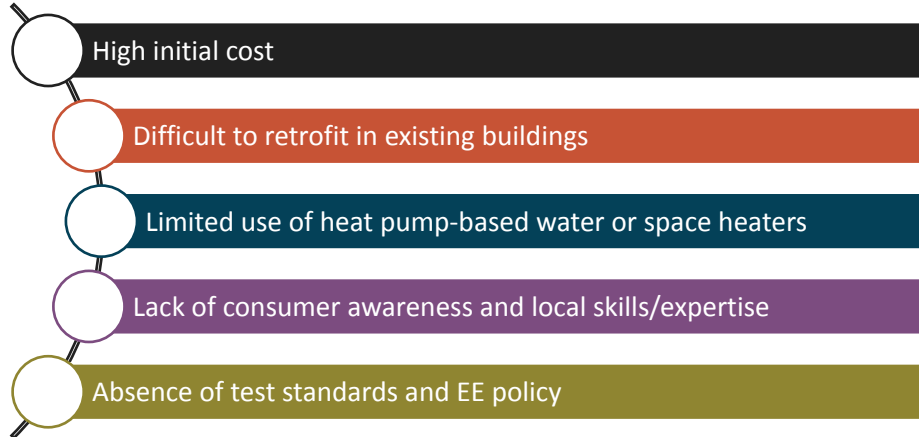 High initial cost
Difficult to retrofit in existing buildings
Limited use of heat pump-based water or space heaters
Lack of consumer awareness and local skills/expertise
Absence of test standards and EE policy